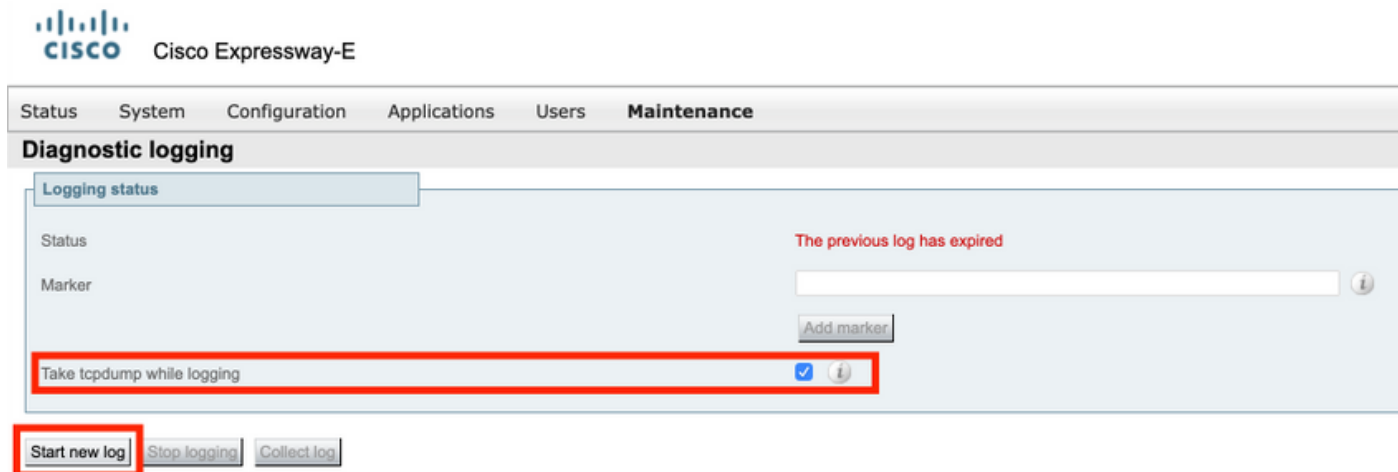 CISCO Cisco Expressway-E
Status System Configuration Applications Users Maintenance
Diagnostic logging
Logging status
Status The previous log has expired
Marker i
Add marker
Take tcpdump while logging i
Start new log Stop logging Collect log